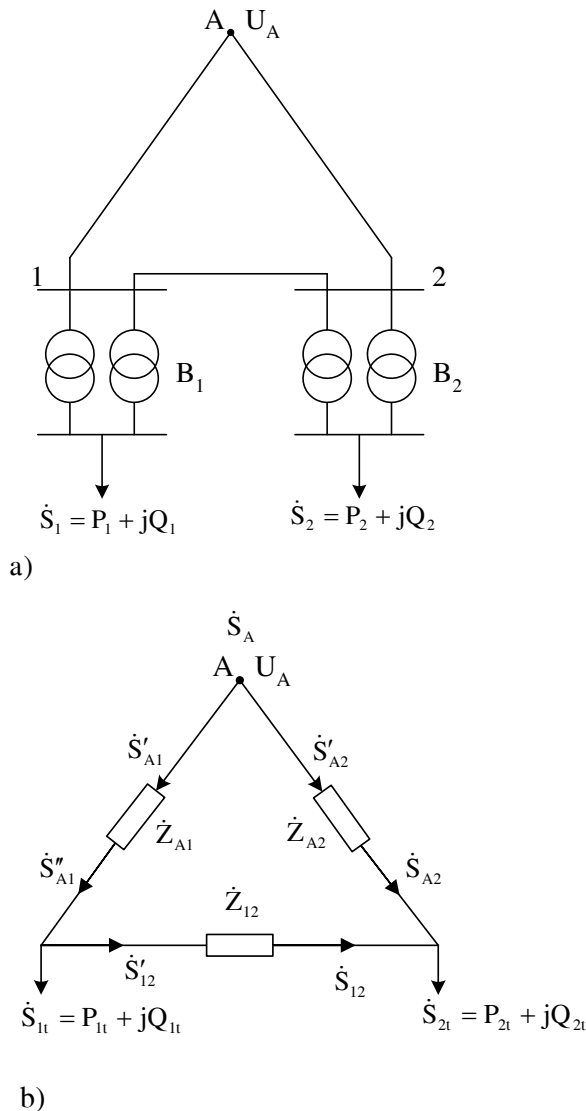 A U_A
1 2
B_1 B_2
Ṡ_1 = P_1 + jQ_1 Ṡ_2 = P_2 + jQ_2
a)
Ṡ_A
A U_A
Ṡ′_A1 Ṡ′_A2
Ż_A1 Ż_A2
Ṡ″_A1 Ṡ_A2
Ż_12
Ṡ′_12 Ṡ_12
Ṡ_1t = P_1t + jQ_1t Ṡ_2t = P_2t + jQ_2t
b)